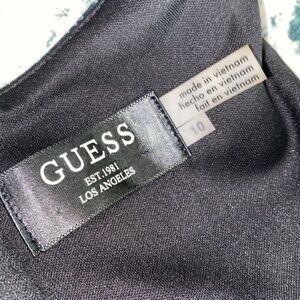 GUESS
EST.1981
LOS ANGELES
made in vietnam
hecho en vietnam
fait en vietnam
10